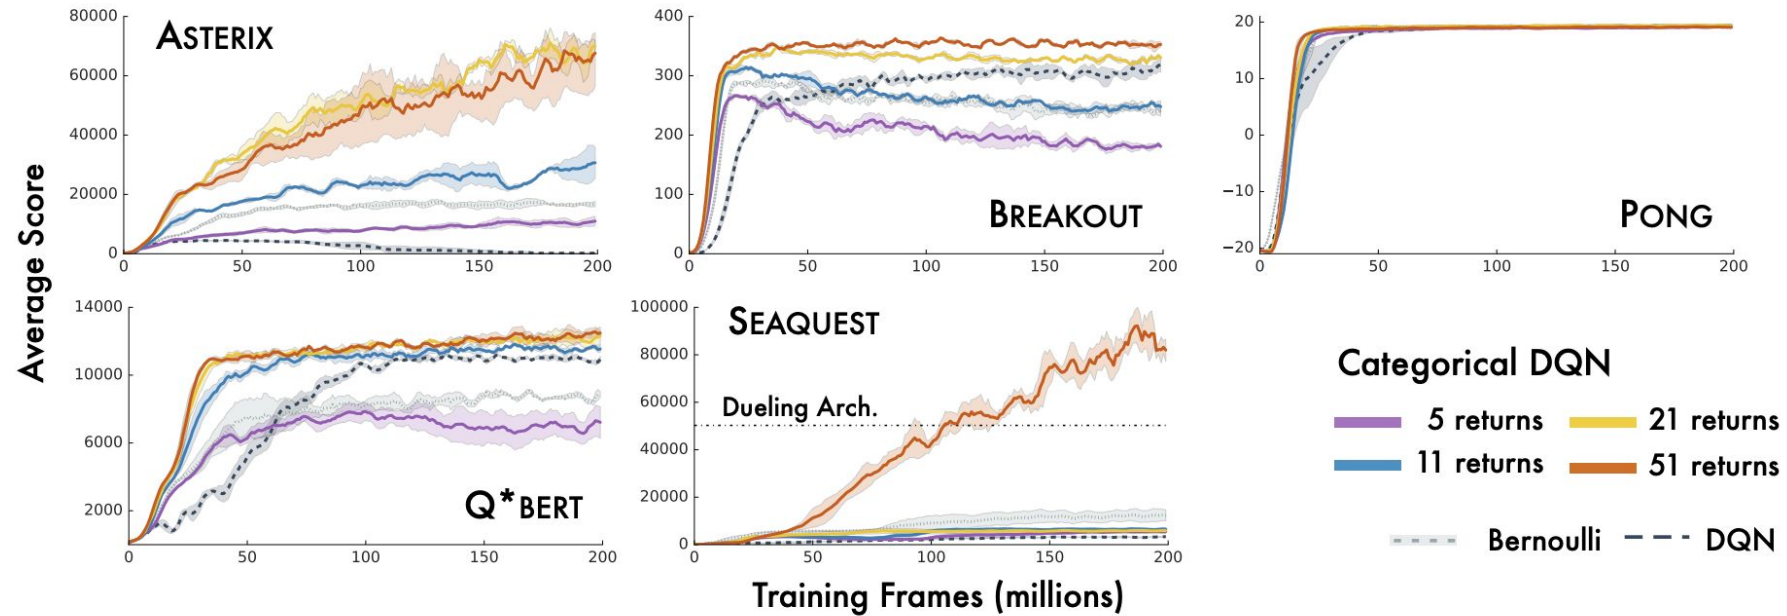 ASTERIX
80000
60000
40000
20000
0
0 50 100 150 200
BREAKOUT
400
300
200
100
0
0 50 100 150 200
PONG
20
10
0
−10
−20
0 50 100 150 200
Average Score
Q*BERT
14000
10000
6000
2000
0 50 100 150 200
SEAQUEST
100000
80000
60000
40000
20000
0
Dueling Arch.
0 50 100 150 200
Training Frames (millions)
Categorical DQN
5 returns 21 returns
11 returns 51 returns
Bernoulli DQN